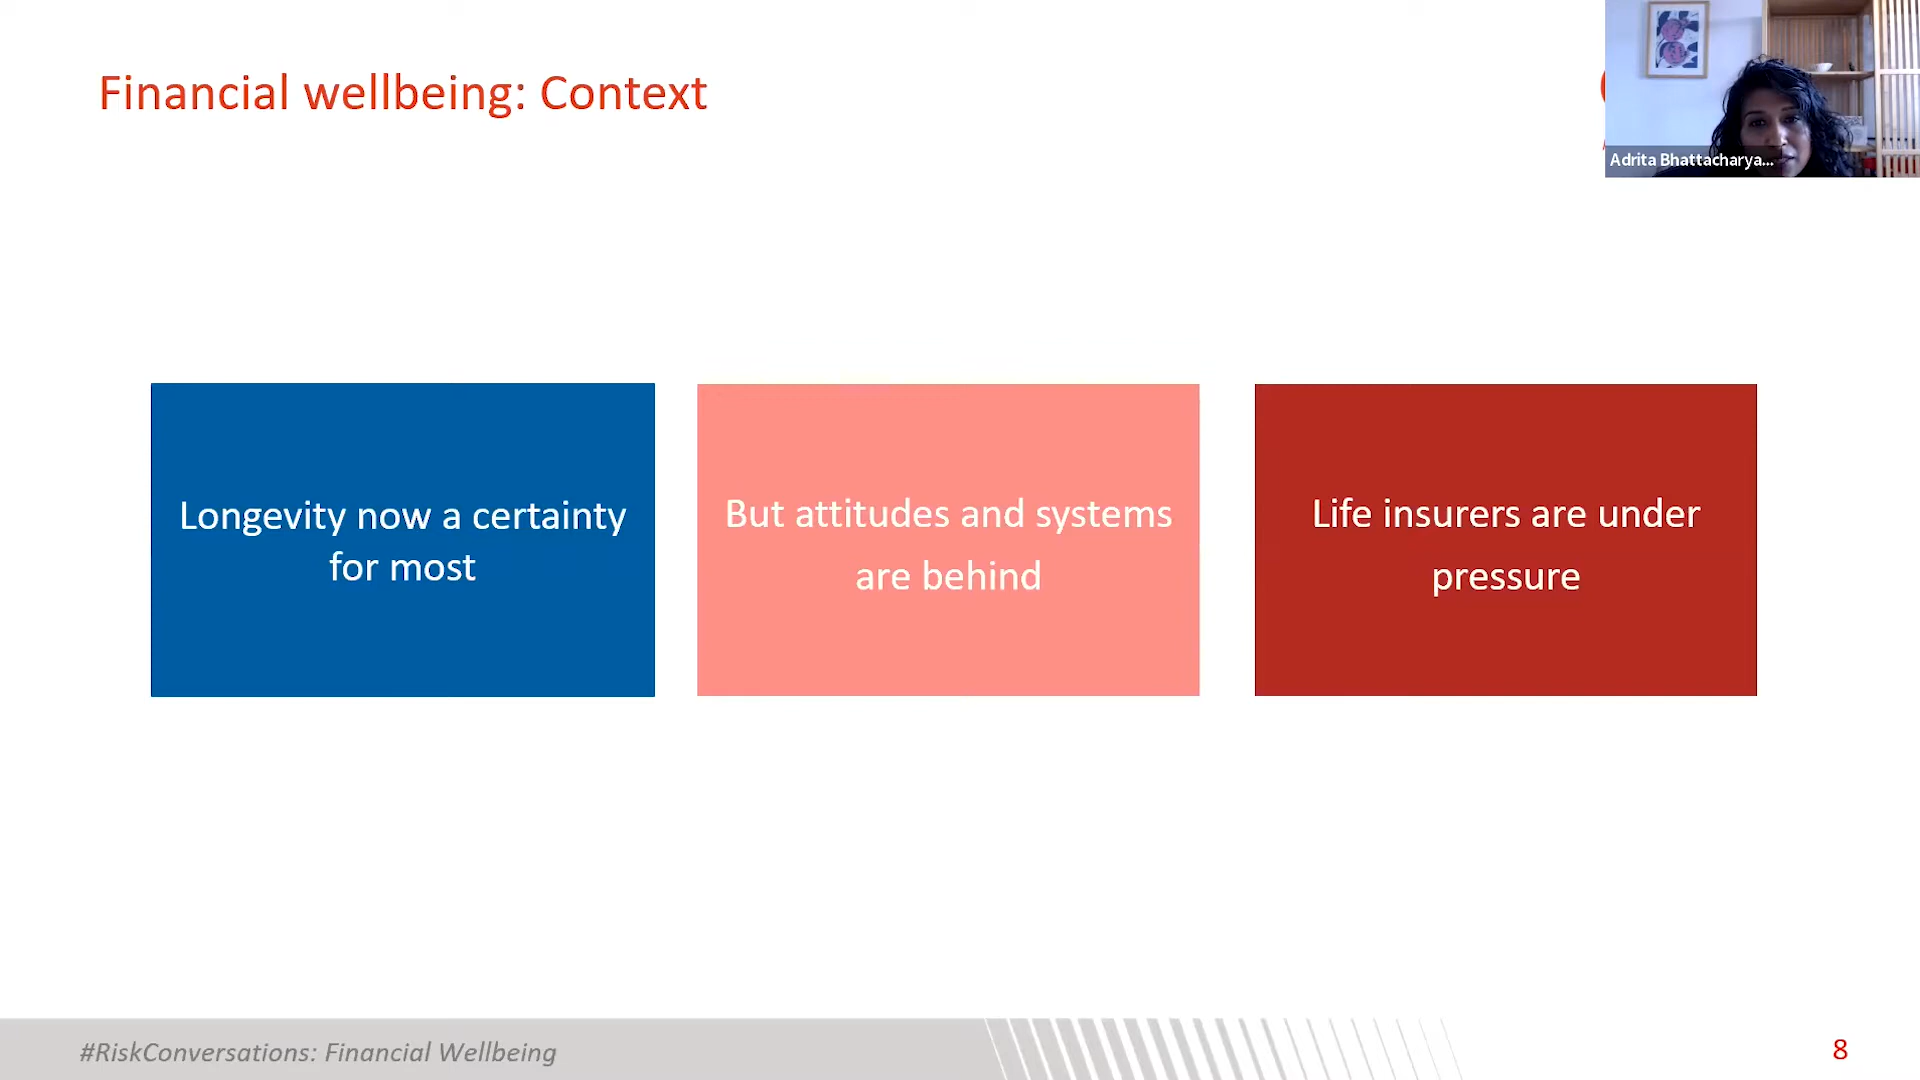 Financial wellbeing: Context
Adrita Bhattacharya...
Longevity now a certainty
for most
But attitudes and systems
are behind
Life insurers are under
pressure
#RiskConversations: Financial Wellbeing
8